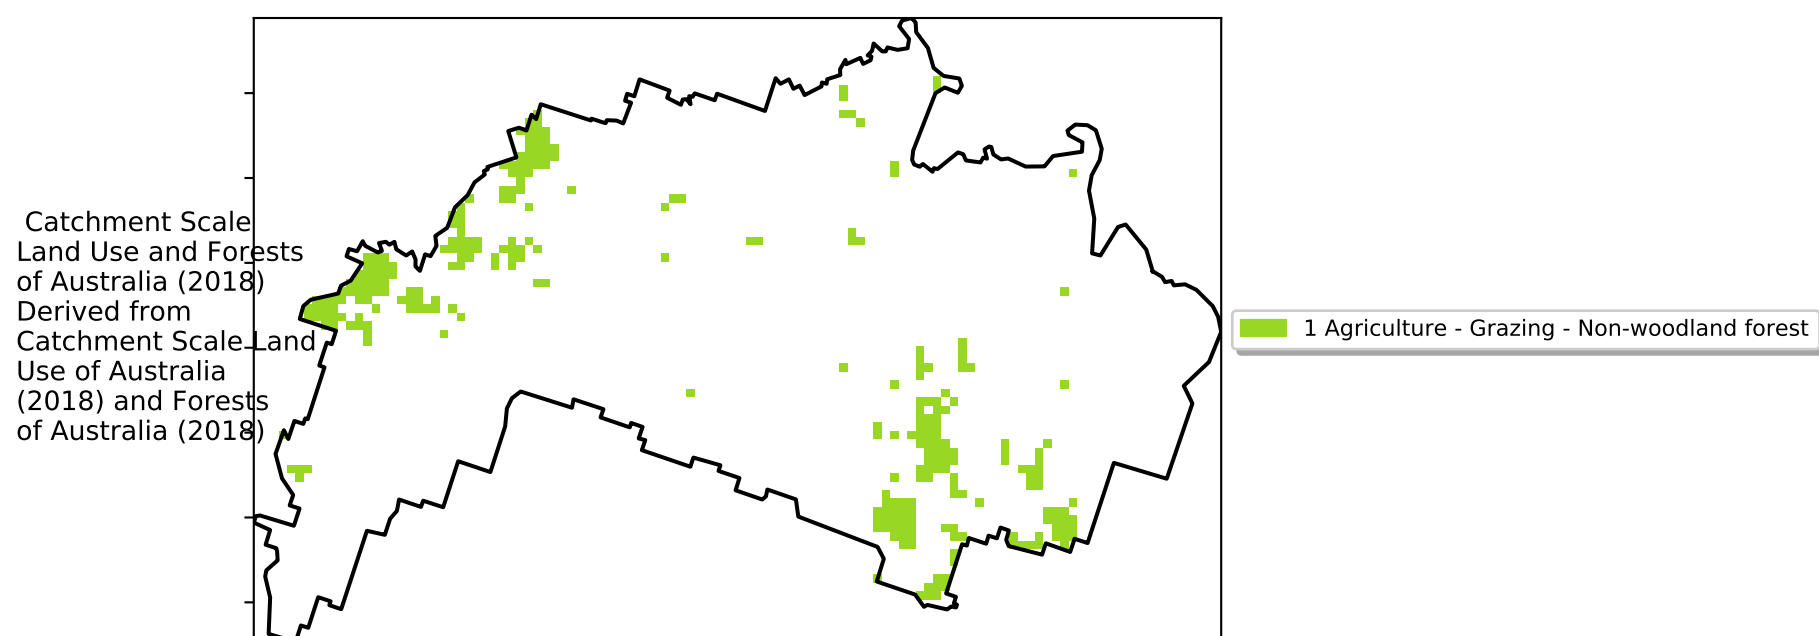 Catchment Scale
Land Use and Forests
of Australia (2018)
Derived from
Catchment Scale Land
Use of Australia
(2018) and Forests
of Australia (2018)
1 Agriculture - Grazing - Non-woodland forest